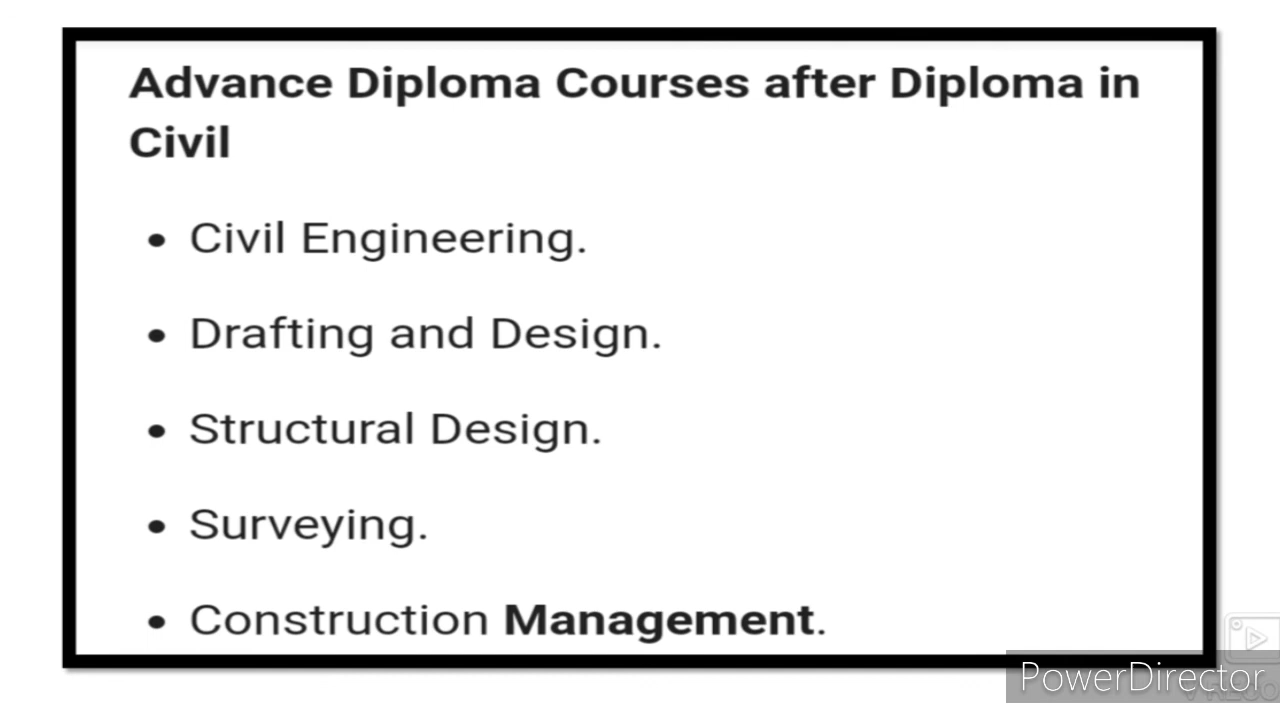 Advance Diploma Courses after Diploma in
Civil
• Civil Engineering.
• Drafting and Design.
• Structural Design.
• Surveying.
• Construction Management.
PowerDirector